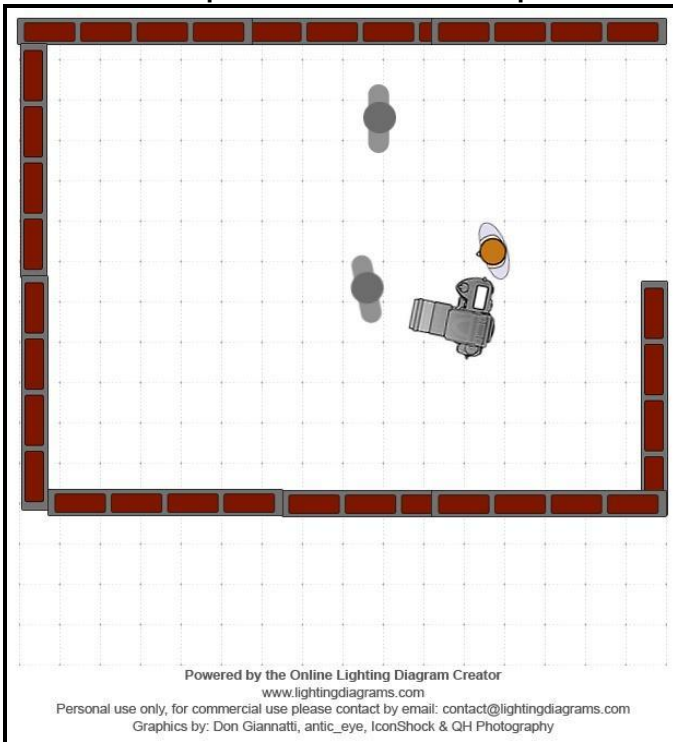 Powered by the Online Lighting Diagram Creator
www.lightingdiagrams.com
Personal use only, for commercial use please contact by email: contact@lightingdiagrams.com
Graphics by: Don Giannatti, antic_eye, IconShock & QH Photography